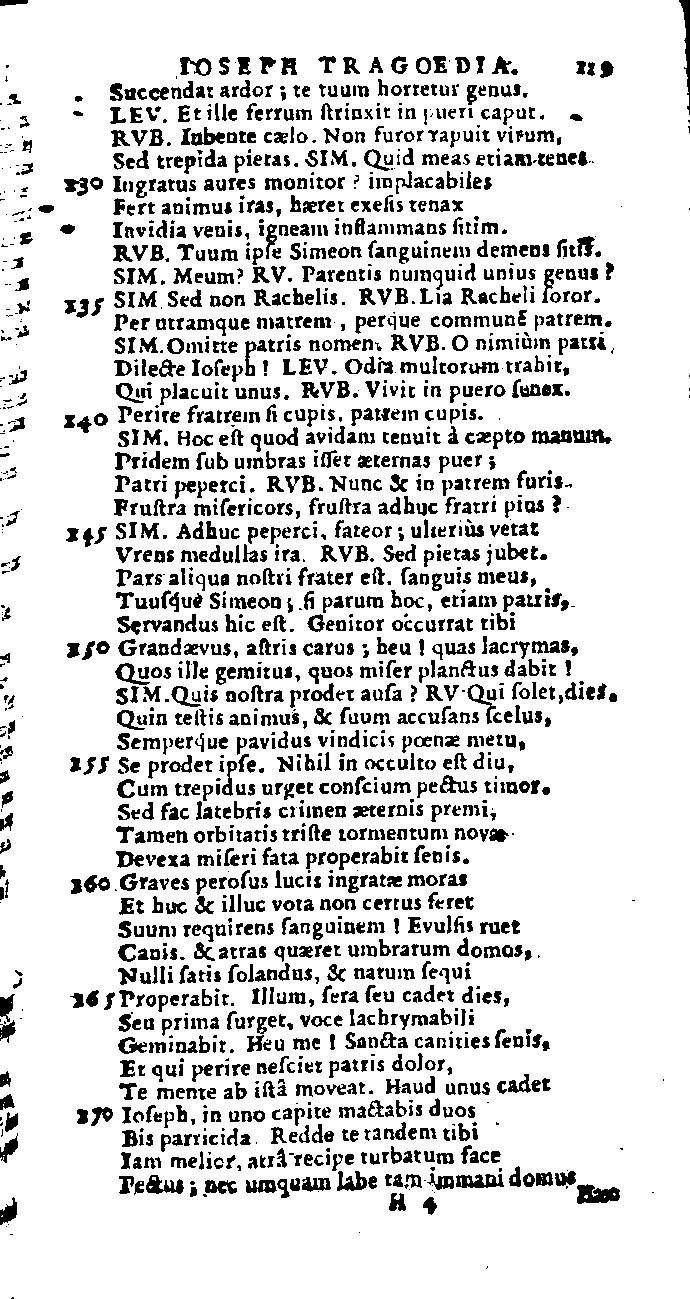 IOSEPH TRAGOEDIA. 119
Succendat ardor ; te tuum horretur genus.
LEV. Et ille ferrum ſtrinxit in pueri caput.
RVB. Iubente cælo. Non furor rapuit virum,
Sed trepida pietas. SIM. Quid meas etiam tenes
230 Ingratus aures monitor ? implacabiles
Fert animus iras, hæret exeſis tenax
Invidia venis, igneam inflammans ſitim.
RVB. Tuum ipſe Simeon ſanguinem demens ſitis.
SIM. Meum? RV. Parentis numquid unius genus ?
235 SIM Sed non Rachelis. RVB. Lia Racheli ſoror.
Per utramque matrem , perque communE patrem.
SIM. Omitte patris nomen. RVB. O nimiùm patri,
Dilecte Ioſeph ! LEV. Odia multorum trahit,
Qui placuit unus. RVB. Vivit in puero ſenex.
240 Perire fratrem ſi cupis, patrem cupis.
SIM. Hoc eſt quod avidam tenuit à cæpto manum.
Pridem ſub umbras iſſet æternas puer ;
Patri peperci. RVB. Nunc & in patrem furis.
Fruſtra miſericors, fruſtra adhuc fratri pius ?
245 SIM. Adhuc peperci, fateor ; ulteriùs vetat
Vrens medullas ira. RVB. Sed pietas jubet.
Pars aliqua noſtri frater eſt. ſanguis meus,
Tuuſque Simeon ; ſi parum hoc, etiam patris,
Servandus hic eſt. Genitor occurrat tibi
250 Grandævus, aſtris carus ; heu ! quas lacrymas,
Quos ille gemitus, quos miſer planctus dabit !
SIM. Quis noſtra prodet auſa ? RV. Qui ſolet, dies.
Quin teſtis animus, & ſuum accuſans ſcelus,
Semperque pavidus vindicis pœnæ metu,
255 Se prodet ipſe. Nihil in occulto eſt diu,
Cum trepidus urget conſcium pectus timor.
Sed fac latebris crimen æternis premi,
Tamen orbitatis triſte tormentum novæ
Devexa miſeri fata properabit ſenis.
260 Graves peroſus lucis ingratæ moras
Et huc & illuc vota non certus feret
Suum requirens ſanguinem ! Evulſis ruet
Canis. & atras quæret umbrarum domos,
Nulli ſatis ſolandus, & natum ſequi
265 Properabit. Illum, ſera ſeu cadet dies,
Seu prima ſurget, voce lachrymabili
Geminabit. Heu me ! Sancta canities ſenis,
Et qui perire neſciet patris dolor,
Te mente ab iſtâ moveat. Haud unus cadet
270 Ioſeph, in uno capite mactabis duos
Bis parricida. Redde te tandem tibi
Iam melior, atrâ recipe turbatum face
Pectus ; nec umquam labe tam immani domus
H 4